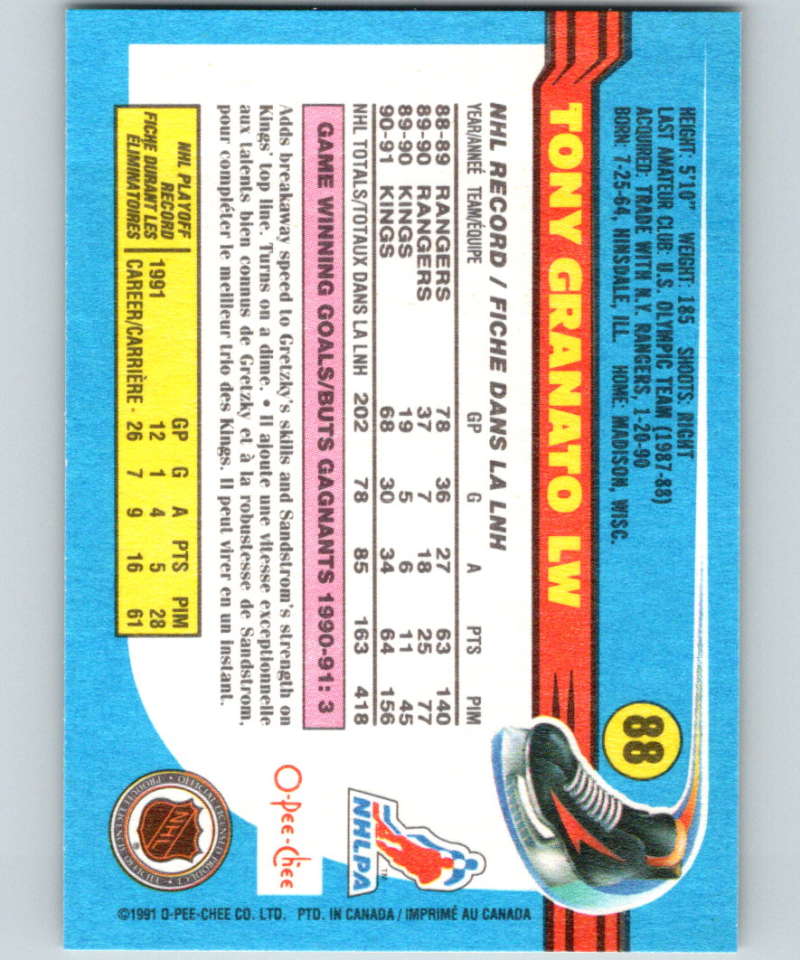 HEIGHT: 5'10" WEIGHT: 185 SHOOTS: RIGHT
LAST AMATEUR CLUB: U.S. OLYMPIC TEAM (1987-88)
ACQUIRED: TRADE WITH N.Y. RANGERS, 1-20-90
BORN: 7-25-64, NINSDALE, ILL. HOME: MADISON, WISC.
88
TONY GRANATO LW
NHL RECORD / FICHE DANS LA LNH
YEAR/ANNÉE TEAM/ÉQUIPE GP G A PTS PIM
88-89 RANGERS 78 36 27 63 140
89-90 RANGERS 37 7 18 25 77
89-90 KINGS 19 5 6 11 45
90-91 KINGS 68 30 34 64 156
NHL TOTALS/TOTAUX DANS LA LNH 202 78 85 163 418
GAME WINNING GOALS/BUTS GAGNANTS 1990-91: 3
Adds breakaway speed to Gretzky's skills and Sandstrom's strength on
Kings' top line. Turns on a dime. • Il ajoute une vitesse exceptionnelle
aux talents bien connus de Gretzky et à la robustesse de Sandstrom,
pour compléter le meilleur trio des Kings. Il peut virer en un instant.
NHL PLAYOFF
RECORD
FICHE DURANT LES
ÉLIMINATOIRES
GP G A PTS PIM
1991 12 1 4 5 28
CAREER/CARRIÈRE - 26 7 9 16 61
NHLPA
TM
O-Pee-Chee
NHL
®
©1991 O-PEE-CHEE CO. LTD. PTD. IN CANADA / IMPRIMÉ AU CANADA